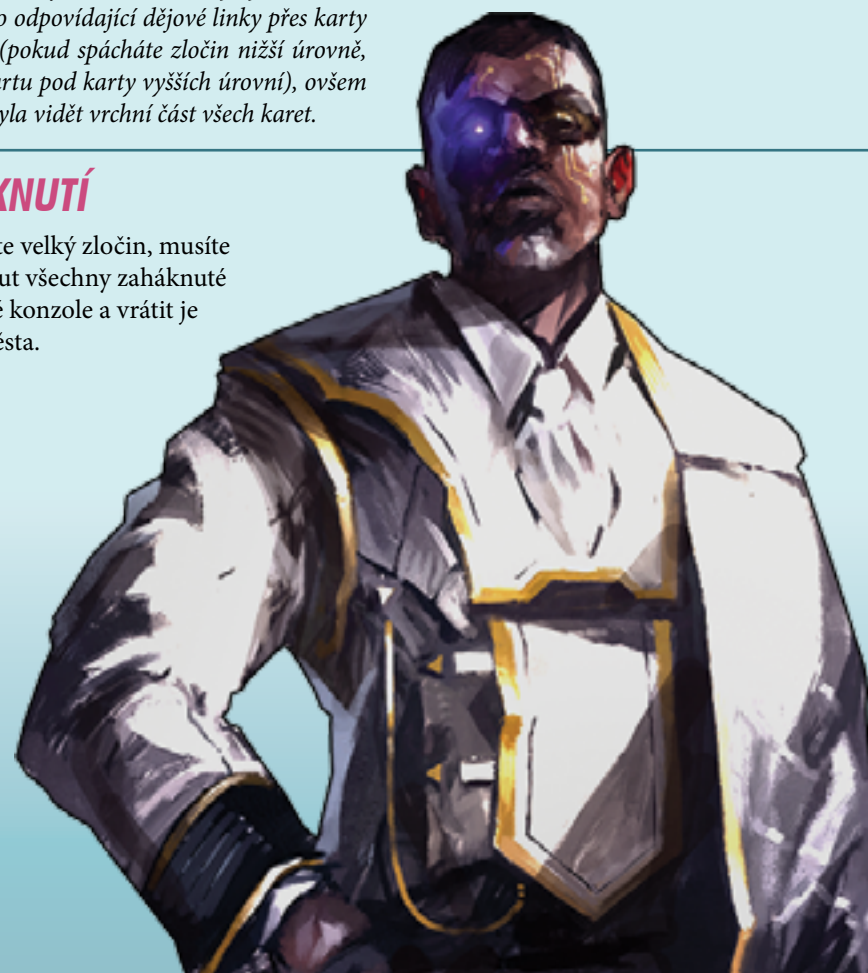 o odpovídající dějové linky přes karty
(pokud spácháte zločin nižší úrovně,
rtu pod karty vyšších úrovní), ovšem
yla vidět vrchní část všech karet.
KNUTÍ
te velký zločin, musíte
ut všechny zaháknuté
é konzole a vrátit je
ěsta.